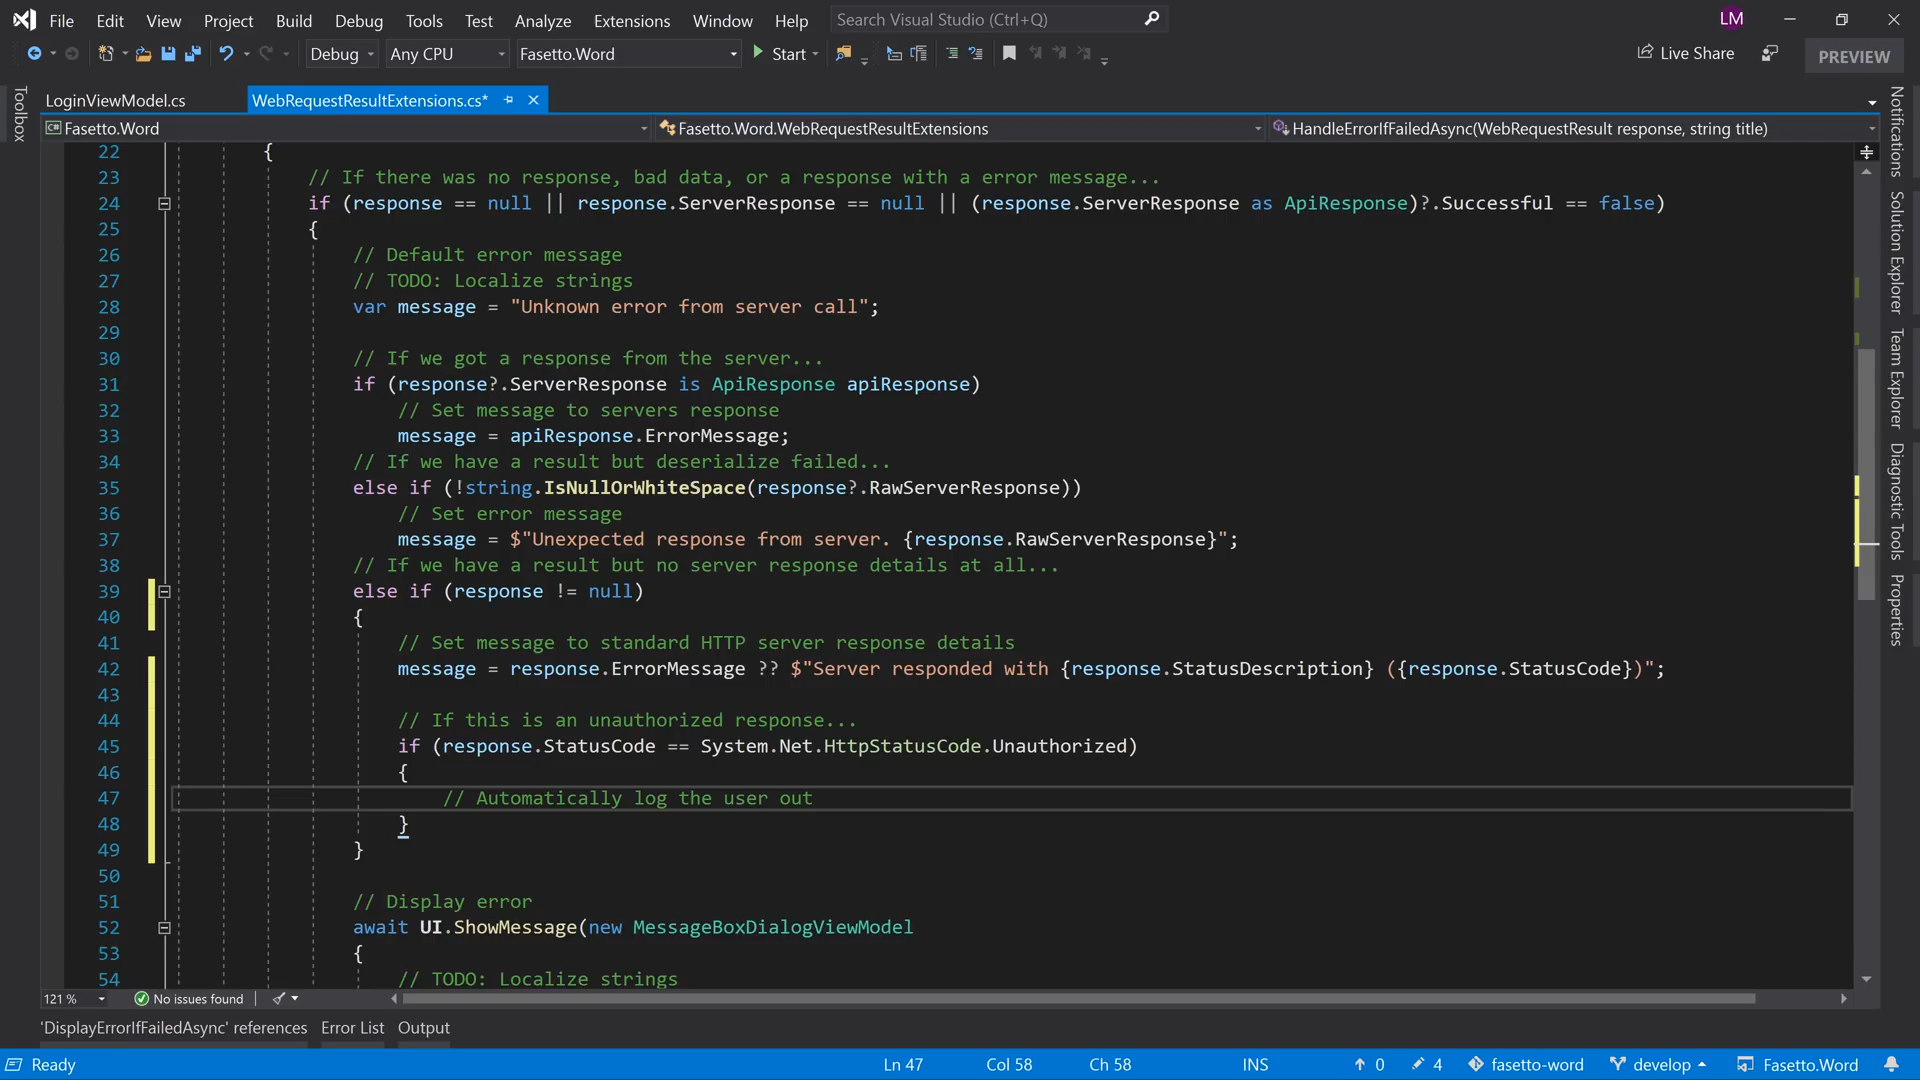 File Edit View Project Build Debug Tools Test Analyze Extensions Window Help Search Visual Studio (Ctrl+Q) LM
Debug Any CPU Fasetto.Word Start Live Share PREVIEW
Toolbox
LoginViewModel.cs WebRequestResultExtensions.cs*
Fasetto.Word Fasetto.Word.WebRequestResultExtensions HandleErrorIfFailedAsync(WebRequestResult response, string title)
22 {
23 // If there was no response, bad data, or a response with a error message...
24 if (response == null || response.ServerResponse == null || (response.ServerResponse as ApiResponse)?.Successful == false)
25 {
26 // Default error message
27 // TODO: Localize strings
28 var message = "Unknown error from server call";
29
30 // If we got a response from the server...
31 if (response?.ServerResponse is ApiResponse apiResponse)
32 // Set message to servers response
33 message = apiResponse.ErrorMessage;
34 // If we have a result but deserialize failed...
35 else if (!string.IsNullOrWhiteSpace(response?.RawServerResponse))
36 // Set error message
37 message = $"Unexpected response from server. {response.RawServerResponse}";
38 // If we have a result but no server response details at all...
39 else if (response != null)
40 {
41 // Set message to standard HTTP server response details
42 message = response.ErrorMessage ?? $"Server responded with {response.StatusDescription} ({response.StatusCode})";
43
44 // If this is an unauthorized response...
45 if (response.StatusCode == System.Net.HttpStatusCode.Unauthorized)
46 {
47 // Automatically log the user out
48 }
49 }
50
51 // Display error
52 await UI.ShowMessage(new MessageBoxDialogViewModel
53 {
54 // TODO: Localize strings
Notifications
Solution Explorer
Team Explorer
Diagnostic Tools
Properties
121 % No issues found
'DisplayErrorIfFailedAsync' references Error List Output
Ready Ln 47 Col 58 Ch 58 INS 0 4 fasetto-word develop Fasetto.Word